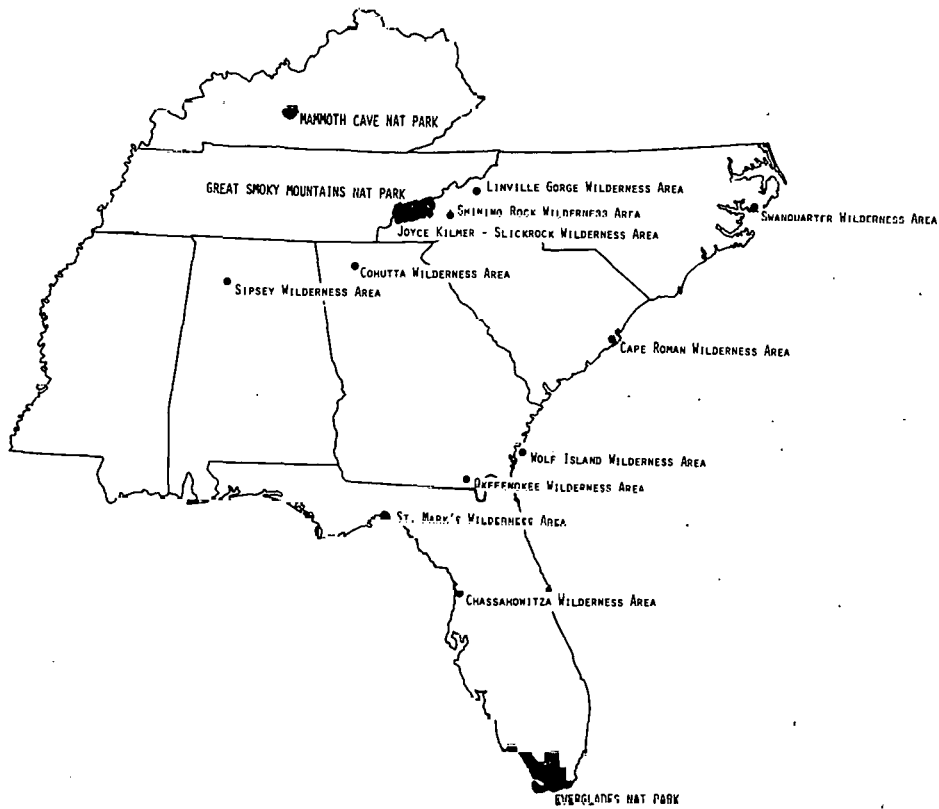 MAMMOTH CAVE NAT PARK
GREAT SMOKY MOUNTAINS NAT PARK
LINVILLE GORGE WILDERNESS AREA
SHINING ROCK WILDERNESS AREA
SWANQUARTER WILDERNESS AREA
JOYCE KILMER - SLICKROCK WILDERNESS AREA
COHUTTA WILDERNESS AREA
SIPSEY WILDERNESS AREA
CAPE ROMAN WILDERNESS AREA
WOLF ISLAND WILDERNESS AREA
OKEFENOKEE WILDERNESS AREA
ST. MARK'S WILDERNESS AREA
CHASSAHOWITZA WILDERNESS AREA
EVERGLADES NAT PARK